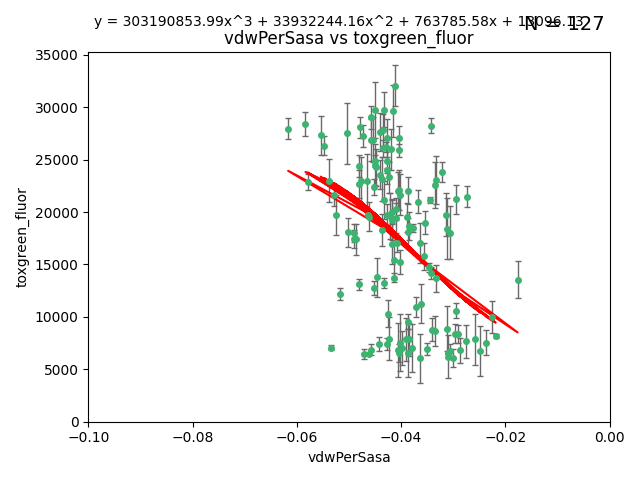 y = 303190853.99x^3 + 33932244.16x^2 + 763785.58x +
N = 127
vdwPerSasa vs toxgreen_fluor
35000
30000
25000
20000
15000
10000
5000
0
toxgreen_fluor
−0.10 −0.08 −0.06 −0.04 −0.02 0.00
vdwPerSasa